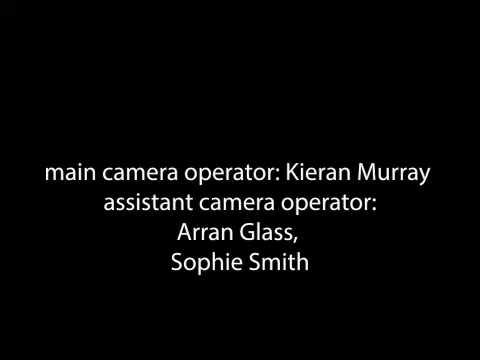 main camera operator: Kieran Murray
assistant camera operator:
Arran Glass,
Sophie Smith